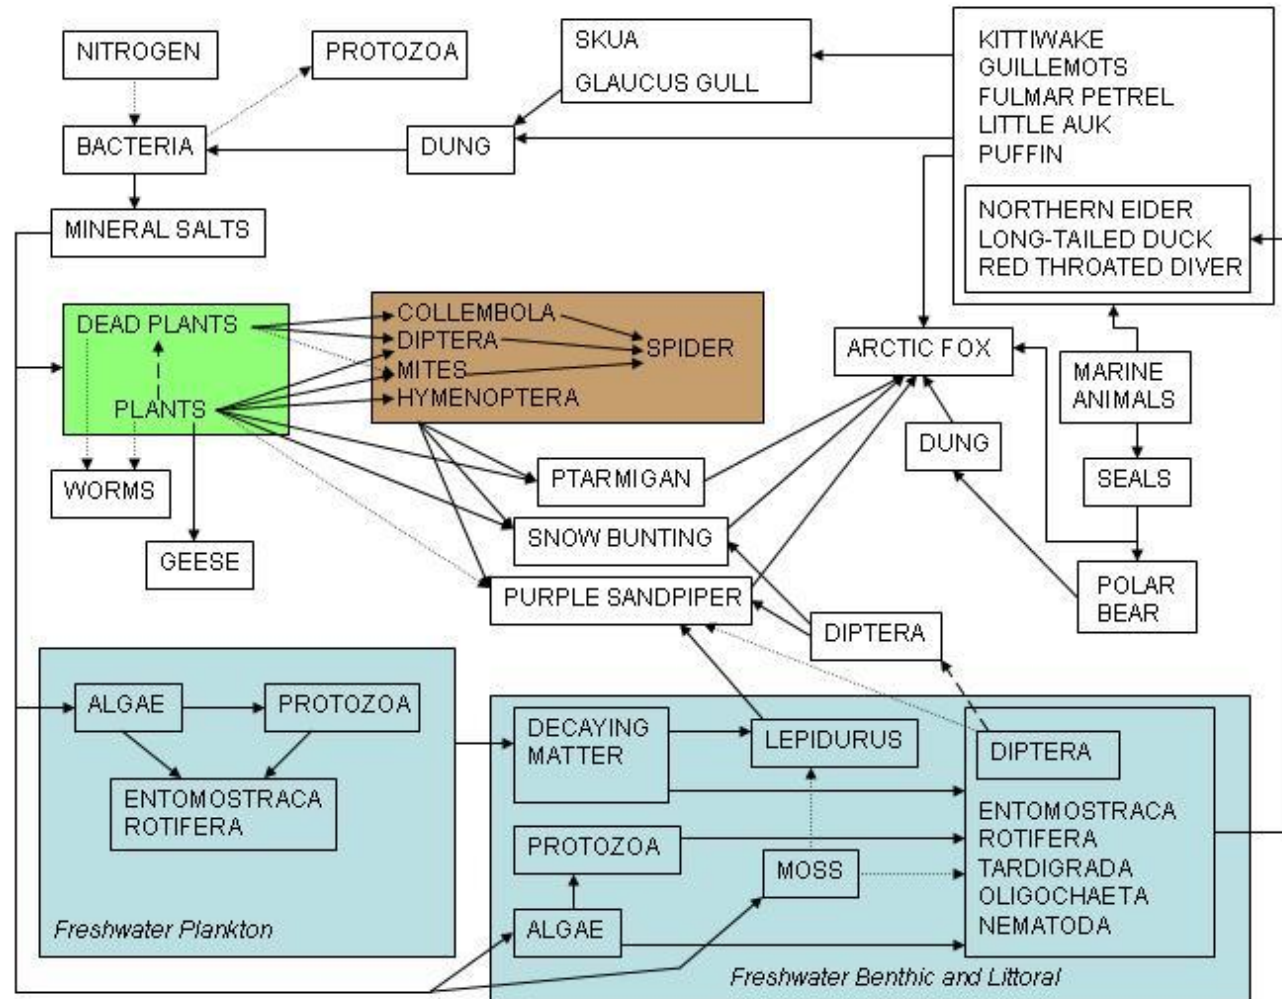 NITROGEN
PROTOZOA
SKUA
GLAUCUS GULL
KITTIWAKE
GUILLEMOTS
FULMAR PETREL
LITTLE AUK
PUFFIN
BACTERIA
DUNG
NORTHERN EIDER
LONG-TAILED DUCK
RED THROATED DIVER
MINERAL SALTS
DEAD PLANTS
PLANTS
COLLEMBOLA
DIPTERA
MITES
HYMENOPTERA
SPIDER
ARCTIC FOX
MARINE
ANIMALS
DUNG
SEALS
WORMS
PTARMIGAN
GEESE
SNOW BUNTING
PURPLE SANDPIPER
POLAR
BEAR
DIPTERA
ALGAE
PROTOZOA
ENTOMOSTRACA
ROTIFERA
Freshwater Plankton
DECAYING
MATTER
LEPIDURUS
DIPTERA
PROTOZOA
MOSS
ALGAE
ENTOMOSTRACA
ROTIFERA
TARDIGRADA
OLIGOCHAETA
NEMATODA
Freshwater Benthic and Littoral